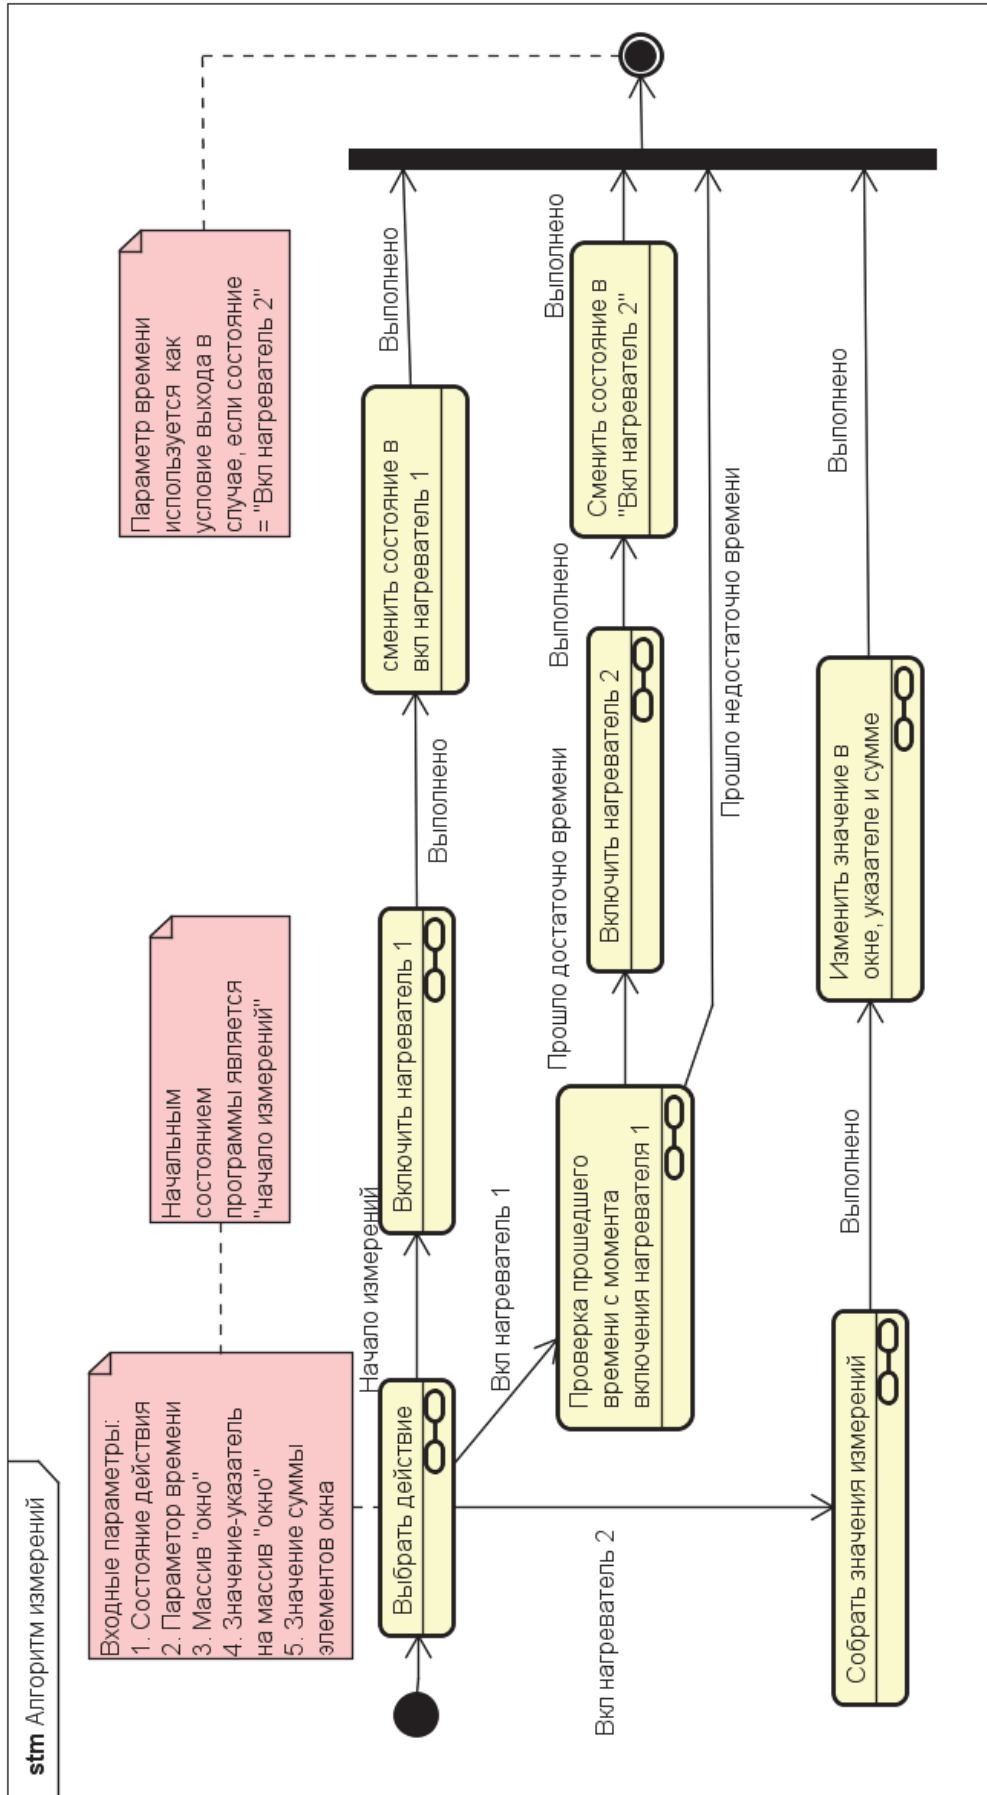 stm Алгоритм измерений
Входные параметры:
1. Состояние действия
2. Параметор времени
3. Массив "окно"
4. Значение-указатель
на массив "окно"
5. Значение суммы
элементов окна
Начальным
состоянием
программы является
"начало измерений"
Параметр времени
используется как
условие выхода в
случае, если состояние
= "Вкл нагреватель 2"
Выбрать действие
Начало измерений
Включить нагреватель 1
Выполнено
сменить состояние в
вкл нагреватель 1
Выполнено
Вкл нагреватель 1
Проверка прошедшего
времени с момента
включения нагревателя 1
Прошло достаточно времени
Включить нагреватель 2
Выполнено
Сменить состояние в
"Вкл нагреватель 2"
Выполнено
Прошло недостаточно времени
Вкл нагреватель 2
Собрать значения измерений
Выполнено
Изменить значение в
окне, указателе и сумме
Выполнено